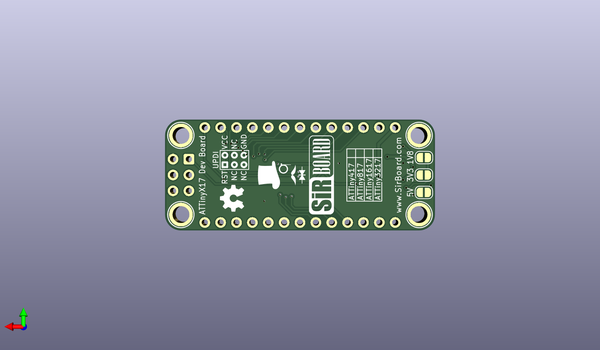 ATTinyX17 Dev Board
UPDI
RST
NC
NC
VCC
NC
GND
SiR
BOARD
ATTiny417
ATTiny817
ATTiny1617
ATTiny3217
www.SirBoard.com
5V 3V3 1V8